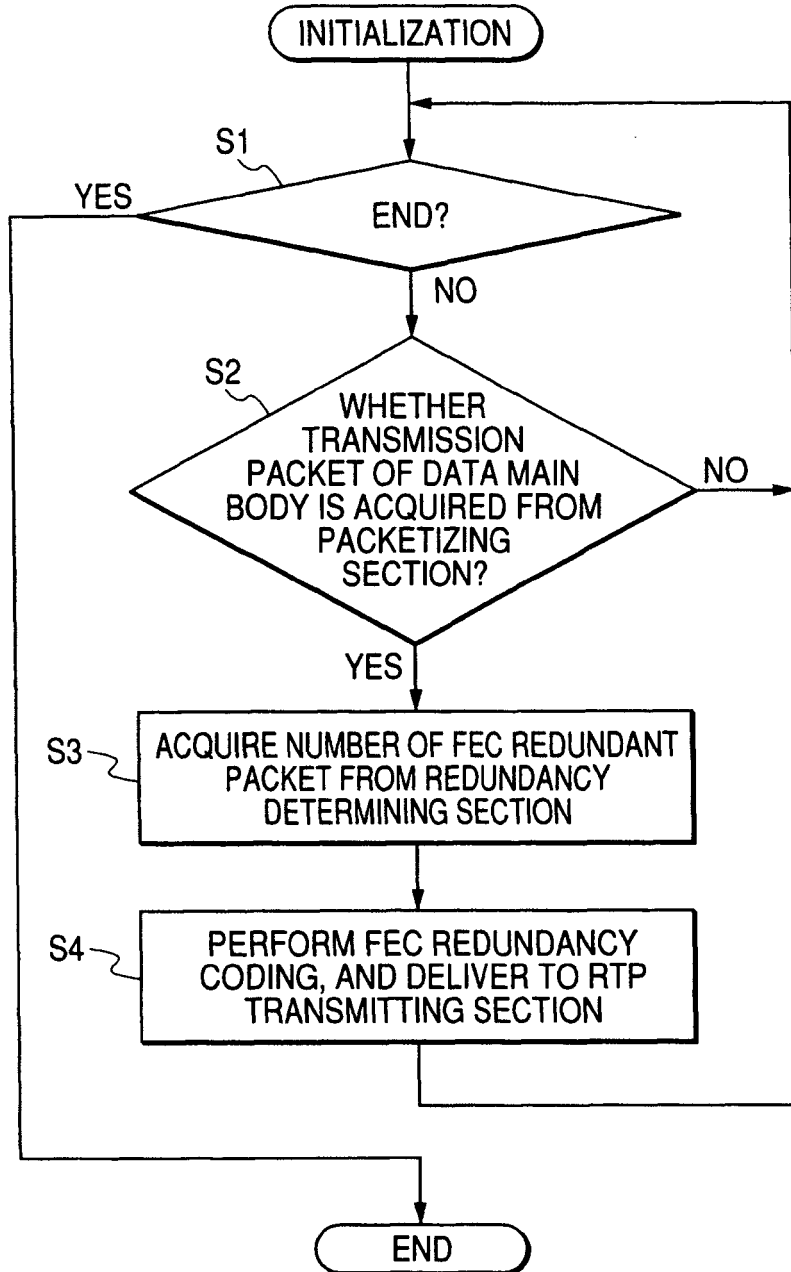 INITIALIZATION
S1
YES
END?
NO
S2
WHETHER
TRANSMISSION
PACKET OF DATA MAIN
BODY IS ACQUIRED FROM
PACKETIZING
SECTION?
NO
YES
S3
ACQUIRE NUMBER OF FEC REDUNDANT
PACKET FROM REDUNDANCY
DETERMINING SECTION
S4
PERFORM FEC REDUNDANCY
CODING, AND DELIVER TO RTP
TRANSMITTING SECTION
END